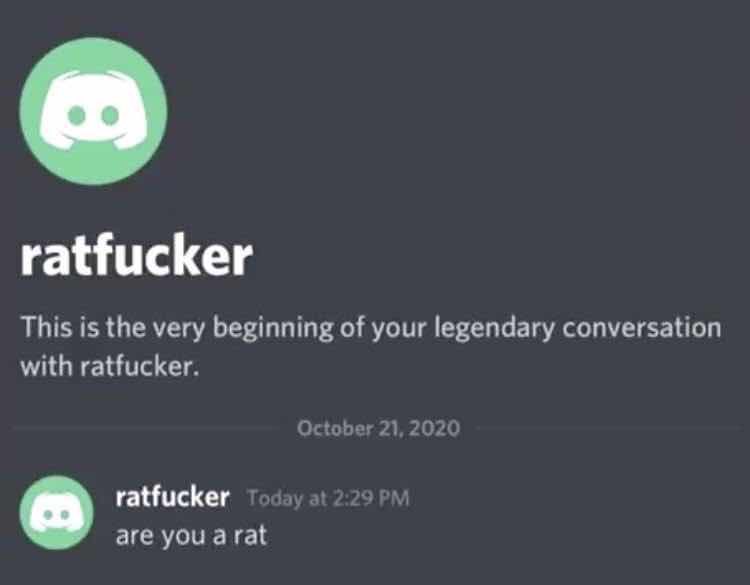 ratfucker
This is the very beginning of your legendary conversation
with ratfucker.
October 21, 2020
ratfucker Today at 2:29 PM
are you a rat